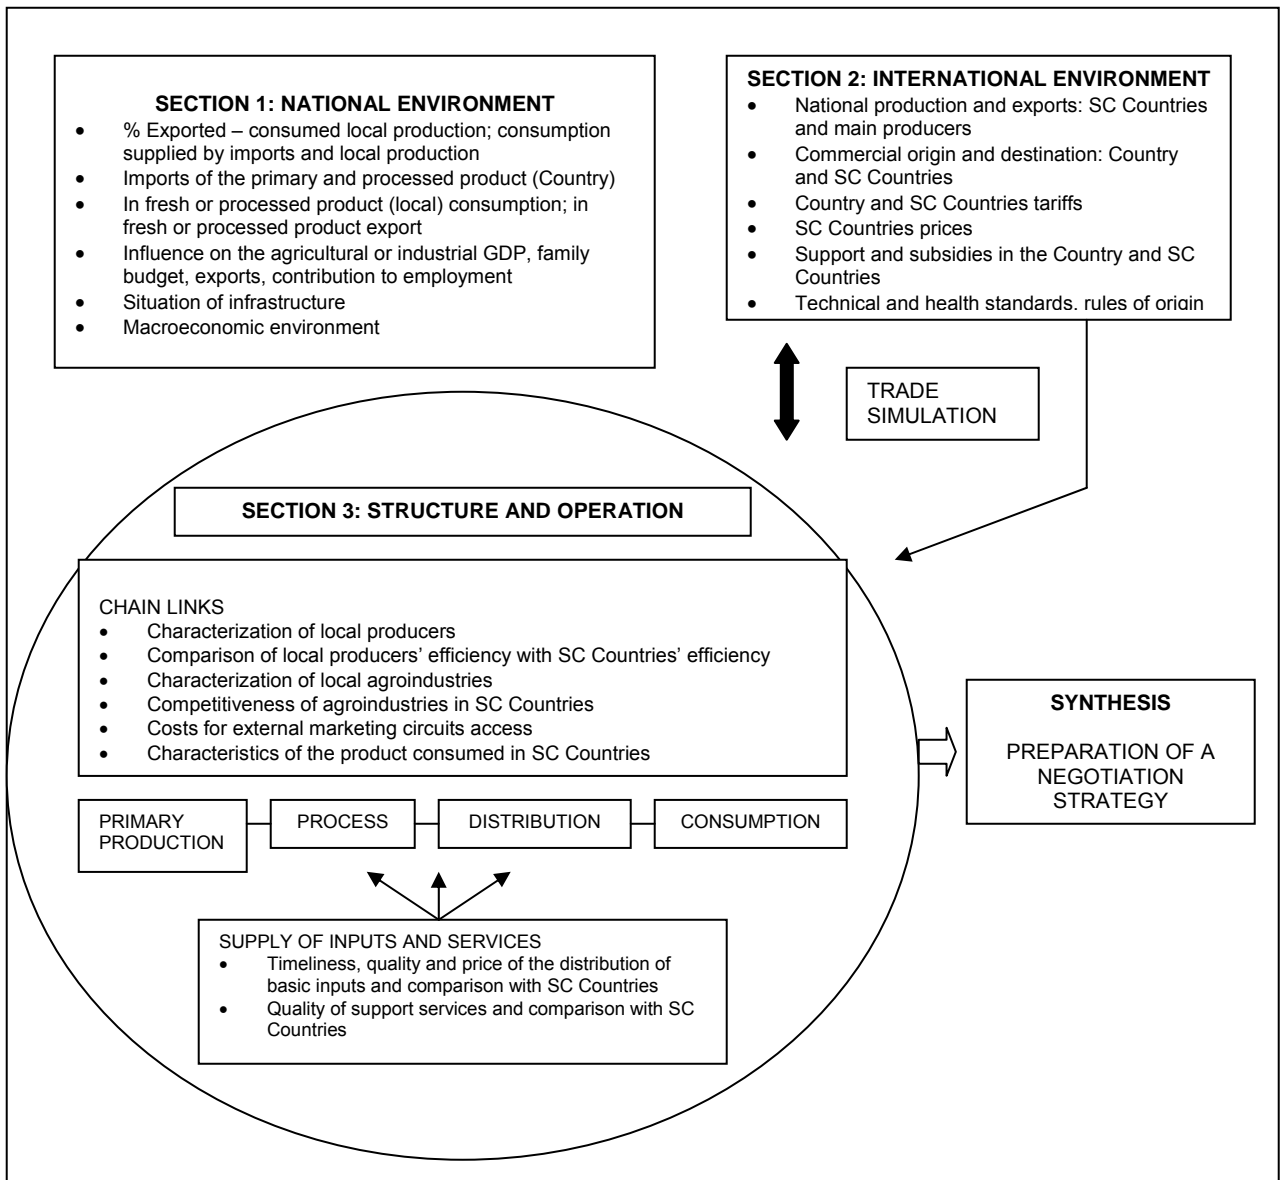 SECTION 1: NATIONAL ENVIRONMENT
• % Exported – consumed local production; consumption
supplied by imports and local production
• Imports of the primary and processed product (Country)
• In fresh or processed product (local) consumption; in
fresh or processed product export
• Influence on the agricultural or industrial GDP, family
budget, exports, contribution to employment
• Situation of infrastructure
• Macroeconomic environment
SECTION 2: INTERNATIONAL ENVIRONMENT
• National production and exports: SC Countries
and main producers
• Commercial origin and destination: Country
and SC Countries
• Country and SC Countries tariffs
• SC Countries prices
• Support and subsidies in the Country and SC
Countries
• Technical and health standards, rules of origin
TRADE
SIMULATION
SECTION 3: STRUCTURE AND OPERATION
CHAIN LINKS
• Characterization of local producers
• Comparison of local producers’ efficiency with SC Countries’ efficiency
• Characterization of local agroindustries
• Competitiveness of agroindustries in SC Countries
• Costs for external marketing circuits access
• Characteristics of the product consumed in SC Countries
PRIMARY
PRODUCTION
PROCESS
DISTRIBUTION
CONSUMPTION
SUPPLY OF INPUTS AND SERVICES
• Timeliness, quality and price of the distribution of
basic inputs and comparison with SC Countries
• Quality of support services and comparison with SC
Countries
SYNTHESIS
PREPARATION OF A
NEGOTIATION
STRATEGY